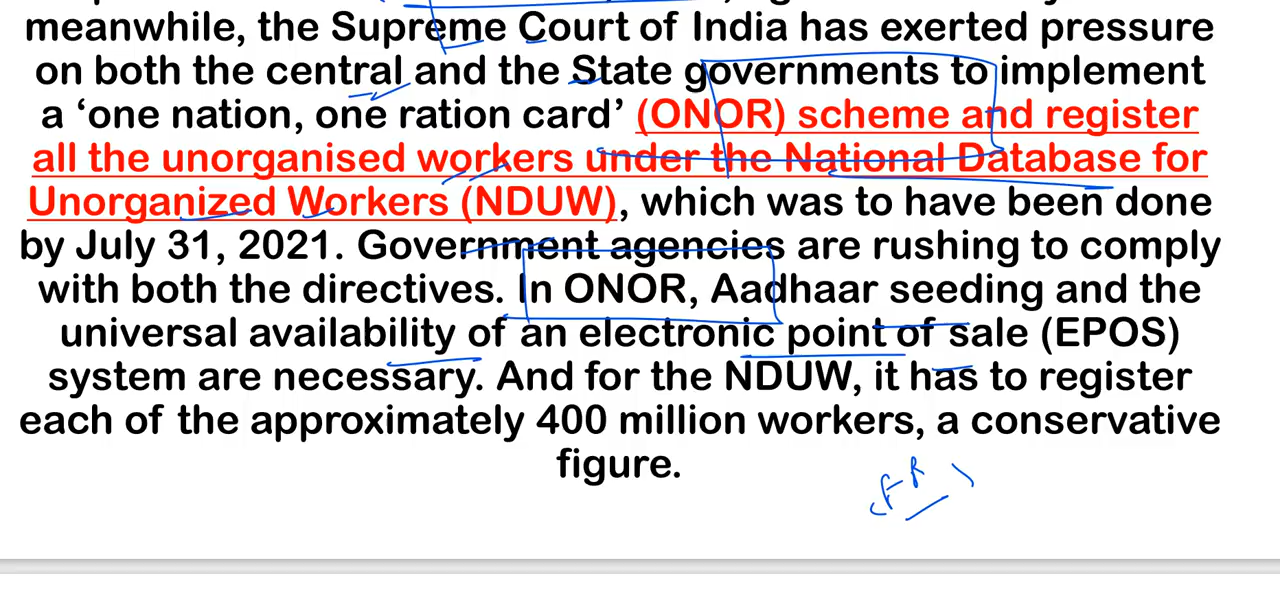 meanwhile, the Supreme Court of India has exerted pressure
on both the central and the State governments to implement
a ‘one nation, one ration card’ (ONOR) scheme and register
all the unorganised workers under the National Database for
Unorganized Workers (NDUW), which was to have been done
by July 31, 2021. Government agencies are rushing to comply
with both the directives. In ONOR, Aadhaar seeding and the
universal availability of an electronic point of sale (EPOS)
system are necessary. And for the NDUW, it has to register
each of the approximately 400 million workers, a conservative
figure.